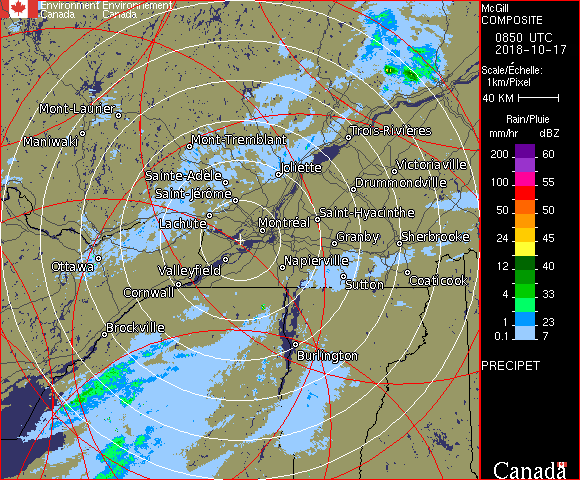 Environment Environnement
Canada Canada
McGill
COMPOSITE
0850 UTC
2018-10-17
Scale/Échelle:
1km/Pixel
40 KM
Rain/Pluie
mm/hr dBZ
200 60
100 55
50 50
24 45
12 40
4 33
1 23
0.1 7
PRECIPET
Canada
Mont-Laurier
Maniwaki
Mont-Tremblant
Trois-Rivières
Sainte-Adèle
Joliette
Victoriaville
Saint-Jérôme
Drummondville
Lachute
Saint-Hyacinthe
Montréal
Granby
Sherbrooke
Ottawa
Valleyfield
Napierville
Cornwall
Sutton
Coaticook
Brockville
Burlington